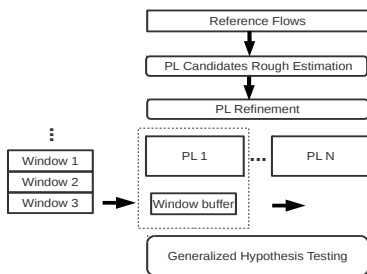 Reference Flows
PL Candidates Rough Estimation
PL Refinement
PL 1
...
PL N
Window 1
Window 2
Window 3
Window buffer
Generalized Hypothesis Testing